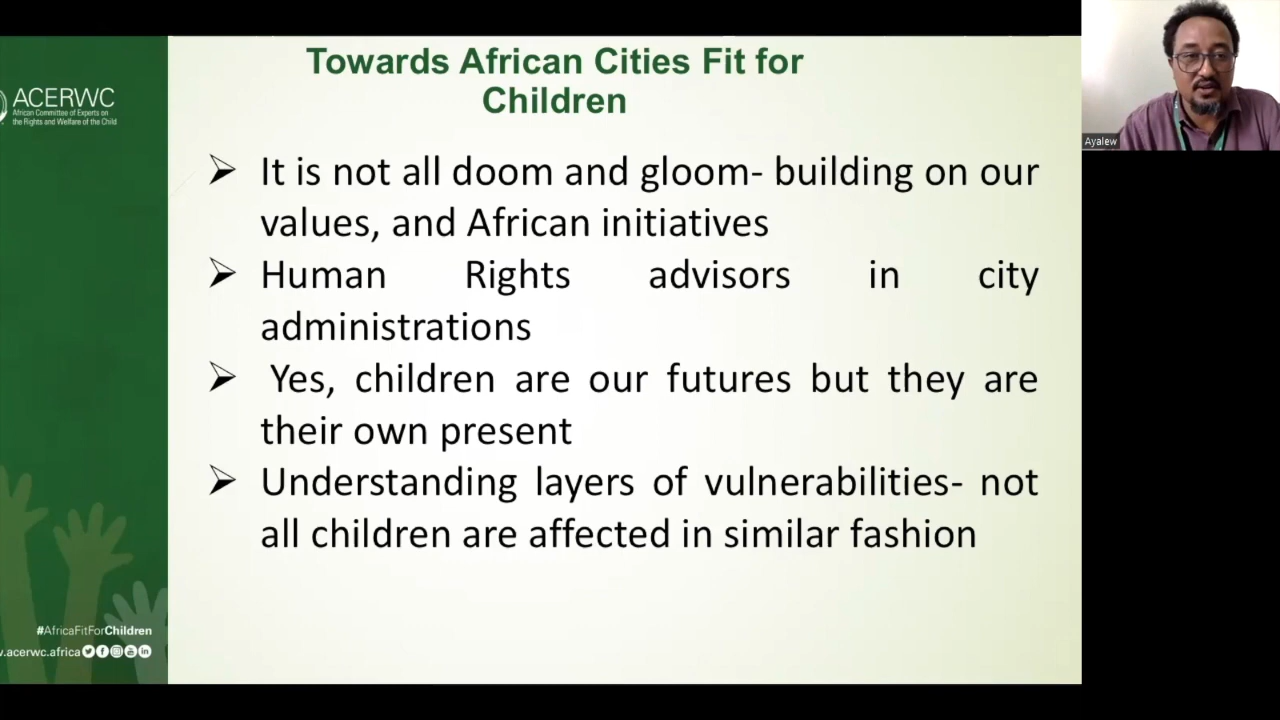 Towards African Cities Fit for
Children
ACERWC
African Committee of Experts on
the Rights and Welfare of the Child
Ayalew
➢ It is not all doom and gloom- building on our
values, and African initiatives
➢ Human Rights advisors in city
administrations
➢ Yes, children are our futures but they are
their own present
➢ Understanding layers of vulnerabilities- not
all children are affected in similar fashion
#AfricaFitForChildren
.acerwc.africa